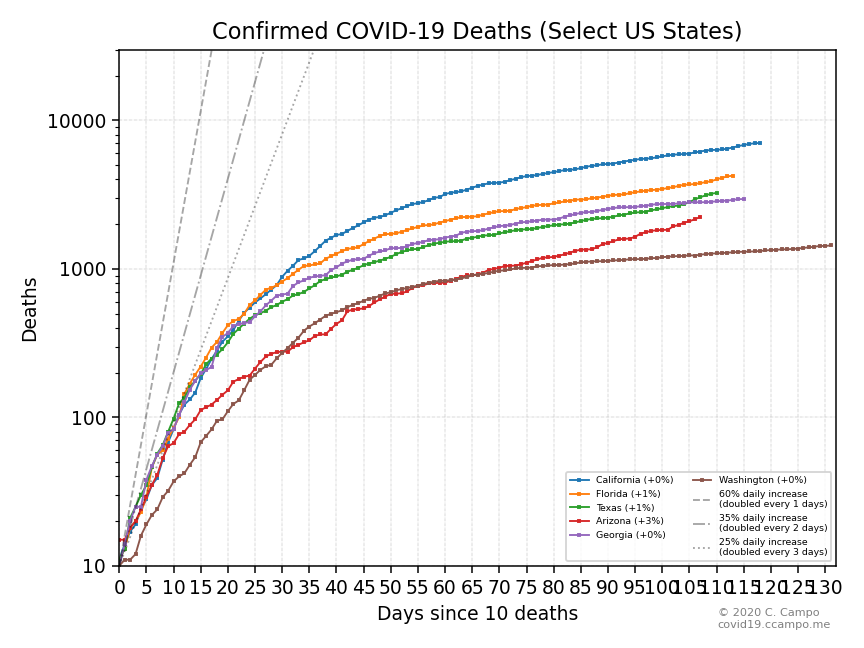 Confirmed COVID-19 Deaths (Select US States)
Deaths
10000
1000
100
10
0 5 10 15 20 25 30 35 40 45 50 55 60 65 70 75 80 85 90 95 100 105 110 115 120 125 130
Days since 10 deaths
California (+0%)
Florida (+1%)
Texas (+1%)
Arizona (+3%)
Georgia (+0%)
Washington (+0%)
60% daily increase
(doubled every 1 days)
35% daily increase
(doubled every 2 days)
25% daily increase
(doubled every 3 days)
© 2020 C. Campo
covid19.ccampo.me